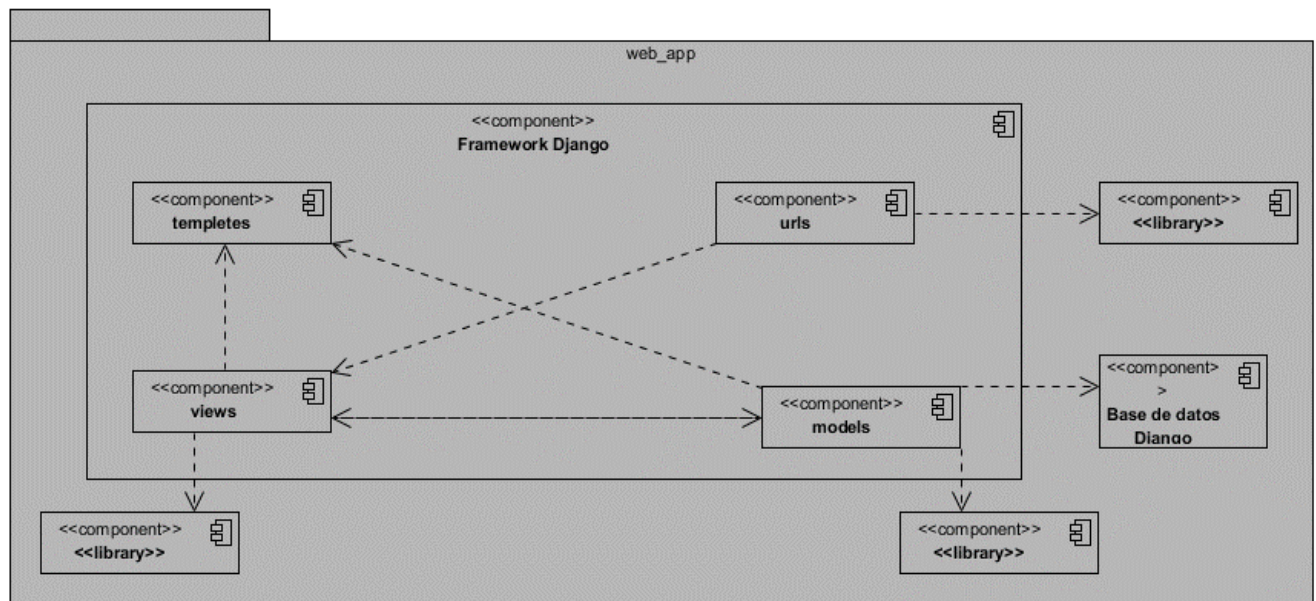 web_app
<<component>>
Framework Django
<<component>>
templetes
<<component>>
urls
<<component>>
<<library>>
<<component>>
views
<<component>>
models
<<component>
>
Base de datos
Django
<<component>>
<<library>>
<<component>>
<<library>>